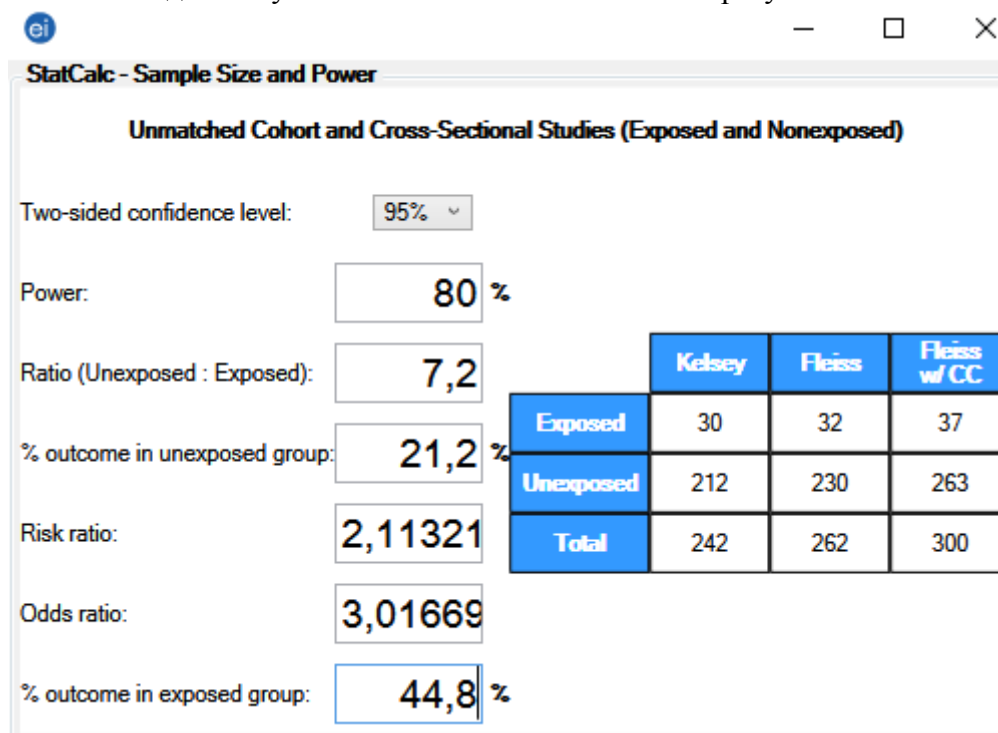 ei
StatCalc - Sample Size and Power
Unmatched Cohort and Cross-Sectional Studies (Exposed and Nonexposed)
Two-sided confidence level: 95%
Power: 80 %
Ratio (Unexposed : Exposed): 7,2
% outcome in unexposed group: 21,2 %
Risk ratio: 2,11321
Odds ratio: 3,01669
% outcome in exposed group: 44,8 %
Kelsey Fleiss Fleiss w/ CC
Exposed 30 32 37
Unexposed 212 230 263
Total 242 262 300